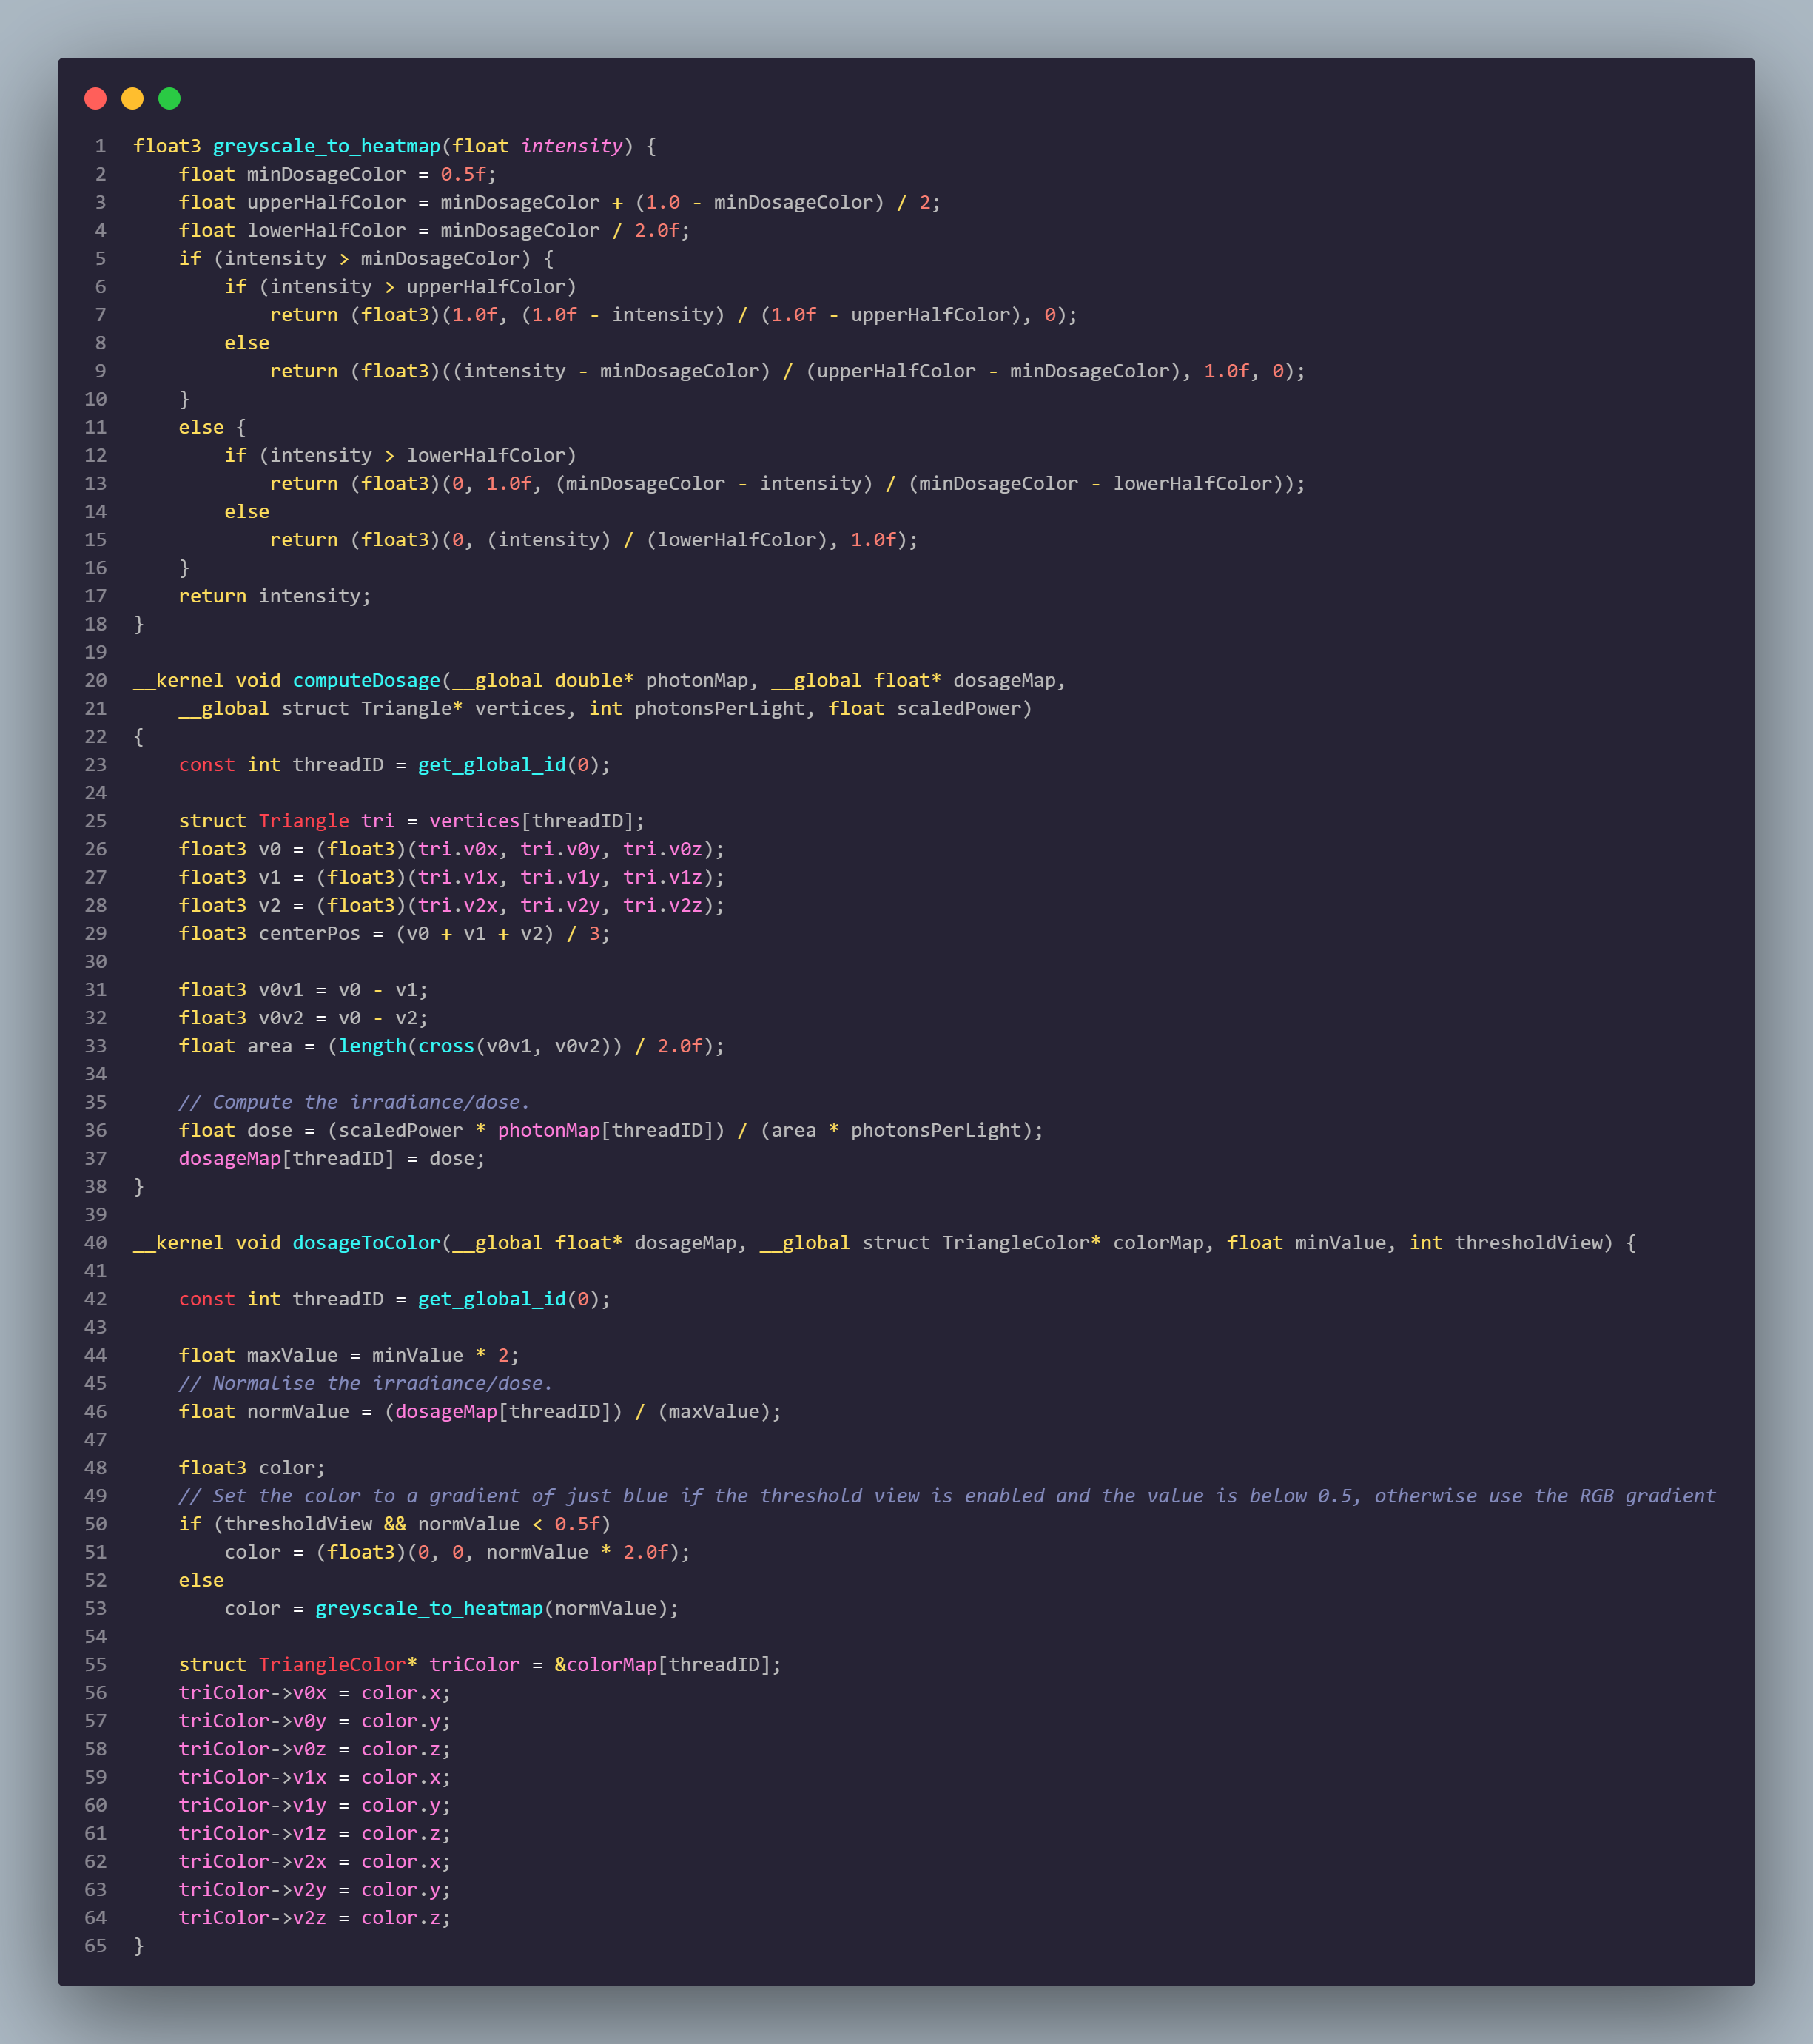 1 float3 greyscale_to_heatmap(float intensity) {
2     float minDosageColor = 0.5f;
3     float upperHalfColor = minDosageColor + (1.0 - minDosageColor) / 2;
4     float lowerHalfColor = minDosageColor / 2.0f;
5     if (intensity > minDosageColor) {
6         if (intensity > upperHalfColor)
7             return (float3)(1.0f, (1.0f - intensity) / (1.0f - upperHalfColor), 0);
8         else
9             return (float3)((intensity - minDosageColor) / (upperHalfColor - minDosageColor), 1.0f, 0);
10     }
11     else {
12         if (intensity > lowerHalfColor)
13             return (float3)(0, 1.0f, (minDosageColor - intensity) / (minDosageColor - lowerHalfColor));
14         else
15             return (float3)(0, (intensity) / (lowerHalfColor), 1.0f);
16     }
17     return intensity;
18 }
19
20 __kernel void computeDosage(__global double* photonMap, __global float* dosageMap,
21     __global struct Triangle* vertices, int photonsPerLight, float scaledPower)
22 {
23     const int threadID = get_global_id(0);
24
25     struct Triangle tri = vertices[threadID];
26     float3 v0 = (float3)(tri.v0x, tri.v0y, tri.v0z);
27     float3 v1 = (float3)(tri.v1x, tri.v1y, tri.v1z);
28     float3 v2 = (float3)(tri.v2x, tri.v2y, tri.v2z);
29     float3 centerPos = (v0 + v1 + v2) / 3;
30
31     float3 v0v1 = v0 - v1;
32     float3 v0v2 = v0 - v2;
33     float area = (length(cross(v0v1, v0v2)) / 2.0f);
34
35     // Compute the irradiance/dose.
36     float dose = (scaledPower * photonMap[threadID]) / (area * photonsPerLight);
37     dosageMap[threadID] = dose;
38 }
39
40 __kernel void dosageToColor(__global float* dosageMap, __global struct TriangleColor* colorMap, float minValue, int thresholdView) {
41
42     const int threadID = get_global_id(0);
43
44     float maxValue = minValue * 2;
45     // Normalise the irradiance/dose.
46     float normValue = (dosageMap[threadID]) / (maxValue);
47
48     float3 color;
49     // Set the color to a gradient of just blue if the threshold view is enabled and the value is below 0.5, otherwise use the RGB gradient
50     if (thresholdView && normValue < 0.5f)
51         color = (float3)(0, 0, normValue * 2.0f);
52     else
53         color = greyscale_to_heatmap(normValue);
54
55     struct TriangleColor* triColor = &colorMap[threadID];
56     triColor->v0x = color.x;
57     triColor->v0y = color.y;
58     triColor->v0z = color.z;
59     triColor->v1x = color.x;
60     triColor->v1y = color.y;
61     triColor->v1z = color.z;
62     triColor->v2x = color.x;
63     triColor->v2y = color.y;
64     triColor->v2z = color.z;
65 }